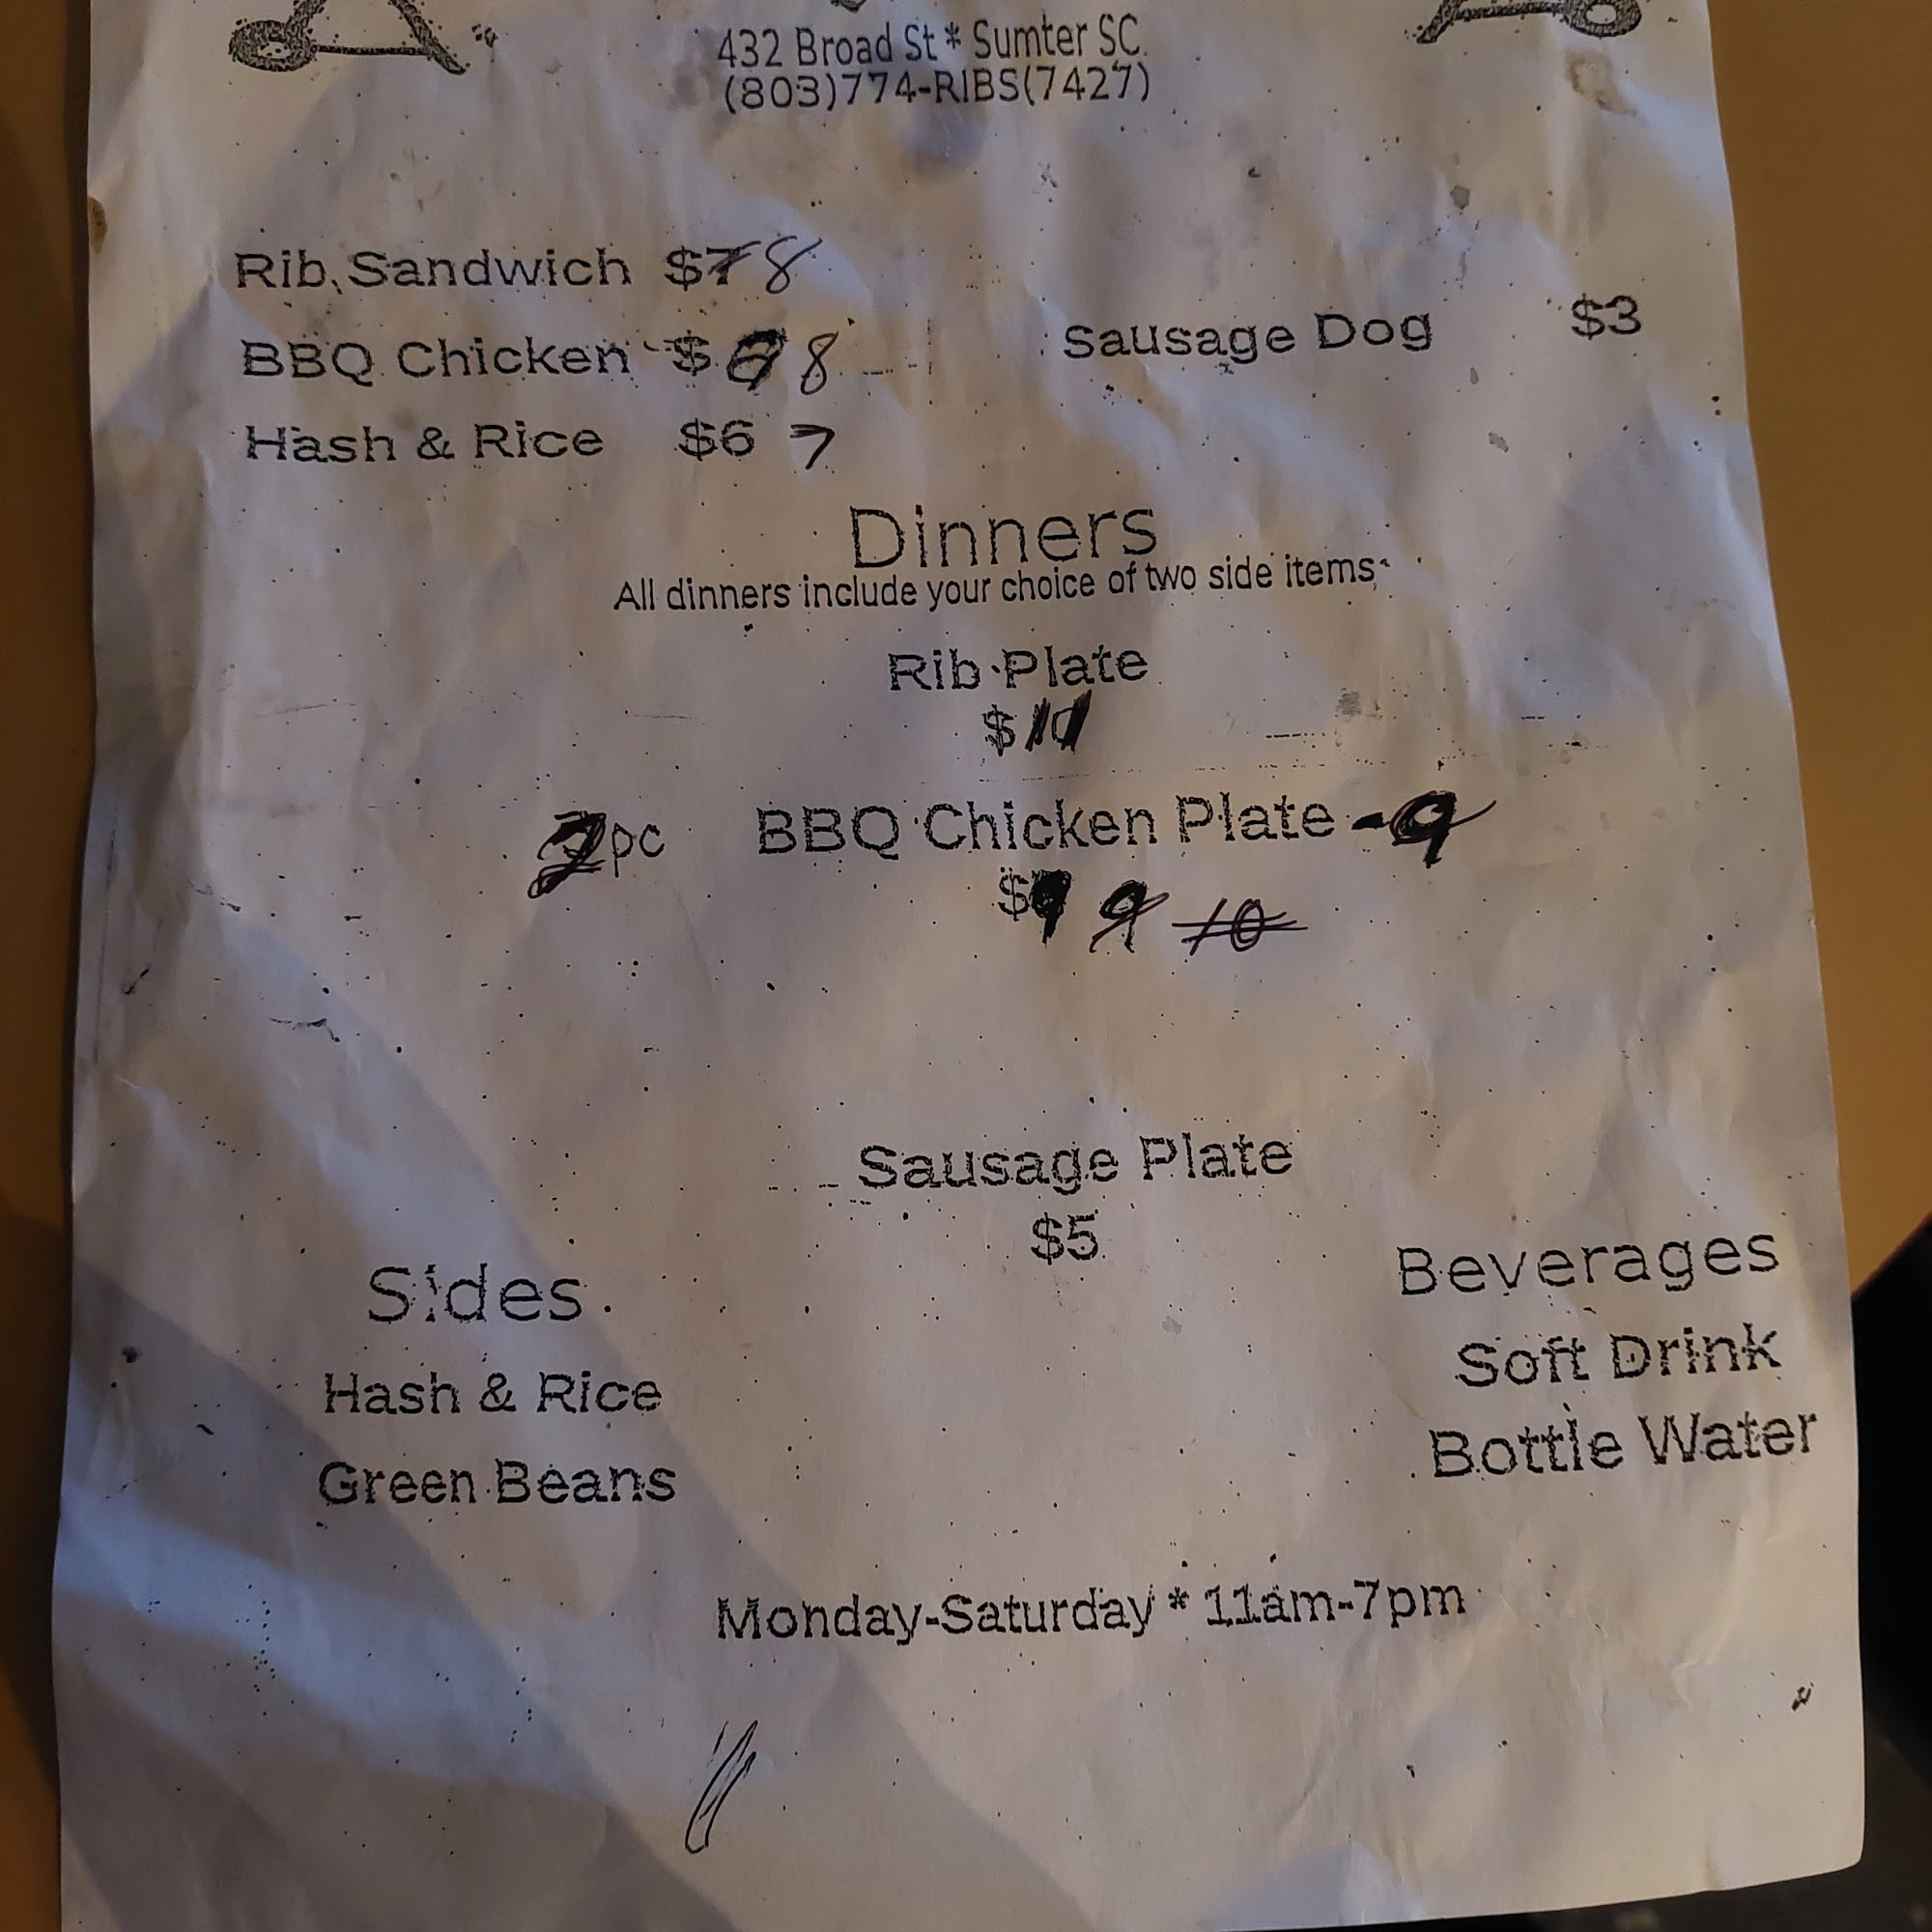 432 Broad St * Sumter SC.
(803)774-RIBS(7427)
Rib Sandwich $7 8
BBQ Chicken $ 8
Sausage Dog $3
Hash & Rice $6 7
Dinners
All dinners include your choice of two side items
Rib Plate
$11
2pc BBQ Chicken Plate - 9
$9 9 10
Sausage Plate
$5
Sides
Hash & Rice
Green Beans
Beverages
Soft Drink
Bottle Water
Monday-Saturday * 11am-7pm